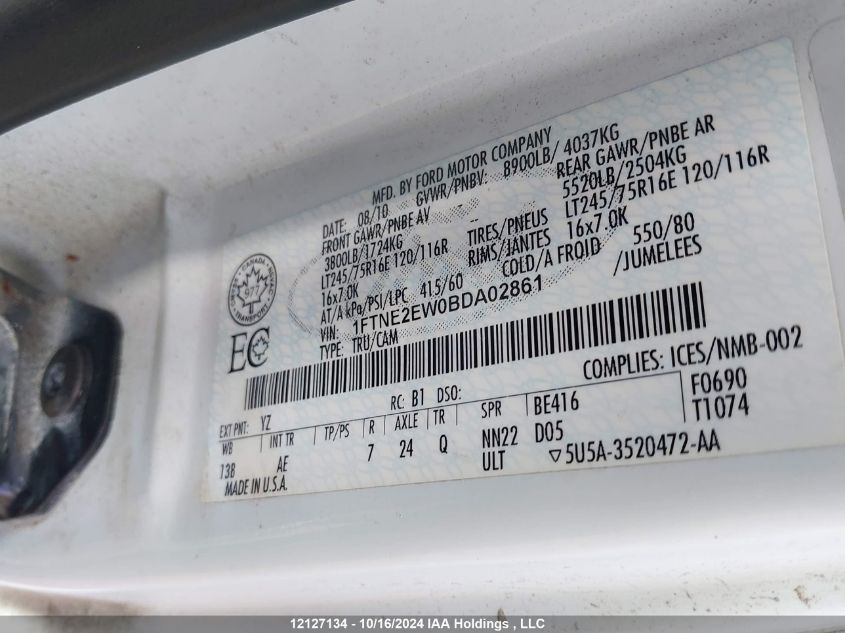 MFD. BY FORD MOTOR COMPANY
DATE: 08/10 GVWR/PNBV: 8900LB/ 4037KG
FRONT GAWR/PNBE AV -- REAR GAWR/PNBE AR
3800LB/1724KG 5520LB/2504KG
LT245/75R16E 120/116R TIRES/PNEUS LT245/75R16E 120/116R
16x7.0K RIMS/JANTES 16x7.0K
AT/A kPa/PSI/LPC 415/60 COLD/A FROID 550/80
VIN: 1FTNE2EW0BDA02861 /JUMELEES
TYPE: TRU/CAM
CANADA
TRANSPORT
EC
COMPLIES: ICES/NMB-002
EXT PNT: YZ RC: B1 DSO: F0690
WB INT TR TP/PS R AXLE TR SPR BE416 T1074
138 AE 7 24 Q NN22 D05
ULT ▽5U5A-3520472-AA
MADE IN U.S.A.
12127134 - 10/16/2024 IAA Holdings , LLC